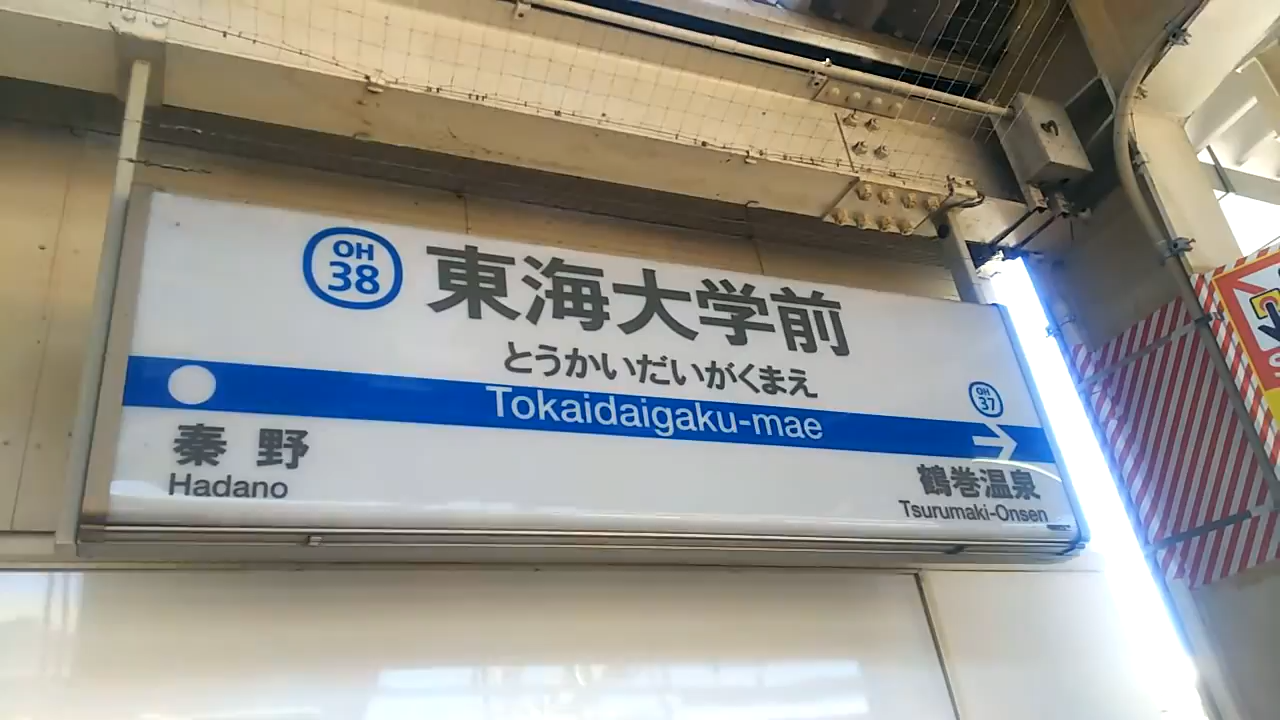 OH
38
東海大学前
とうかいだいがくまえ
Tokaidaigaku-mae
OH
37
秦野
Hadano
鶴巻温泉
Tsurumaki-Onsen